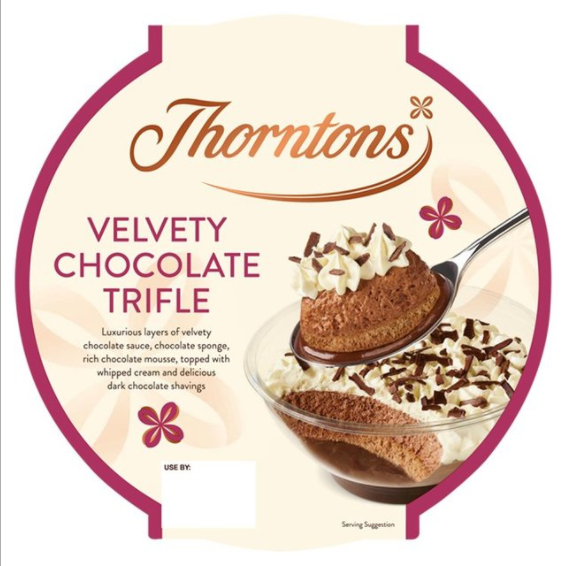 Thorntons
VELVETY
CHOCOLATE
TRIFLE
Luxurious layers of velvety
chocolate sauce, chocolate sponge,
rich chocolate mousse, topped with
whipped cream and delicious
dark chocolate shavings
USE BY:
Serving Suggestion